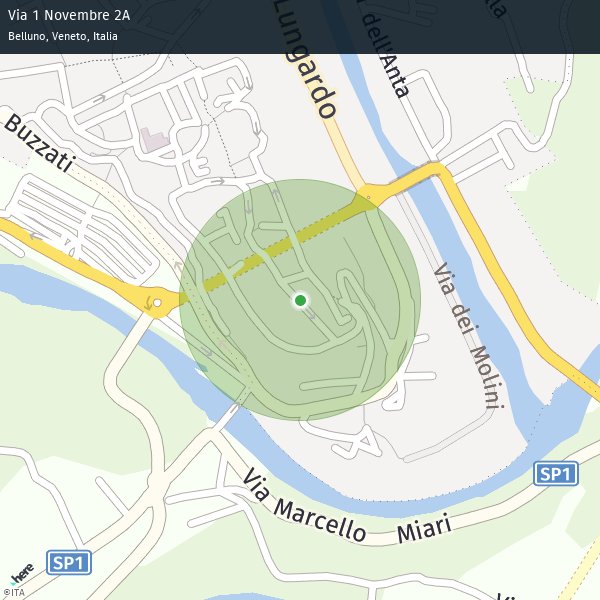 Via 1 Novembre 2A
Belluno, Veneto, Italia
Lungardo
dell'Anta
Buzzati
Via dei Molini
SP1
Via Marcello Miari
SP1
here
©ITA